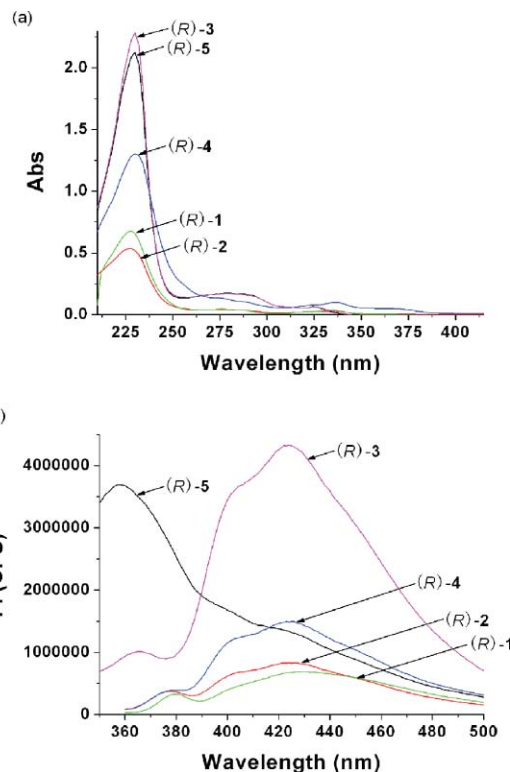 (a)
(R)-3
(R)-5
(R)-4
(R)-1
(R)-2
Abs
2.0
1.5
1.0
0.5
0.0
225 250 275 300 325 350 375 400
Wavelength (nm)
)
(R)-3
(R)-5
(R)-4
(R)-2
(R)-1
4000000
3000000
2000000
1000000
0
360 380 400 420 440 460 480 500
Wavelength (nm)